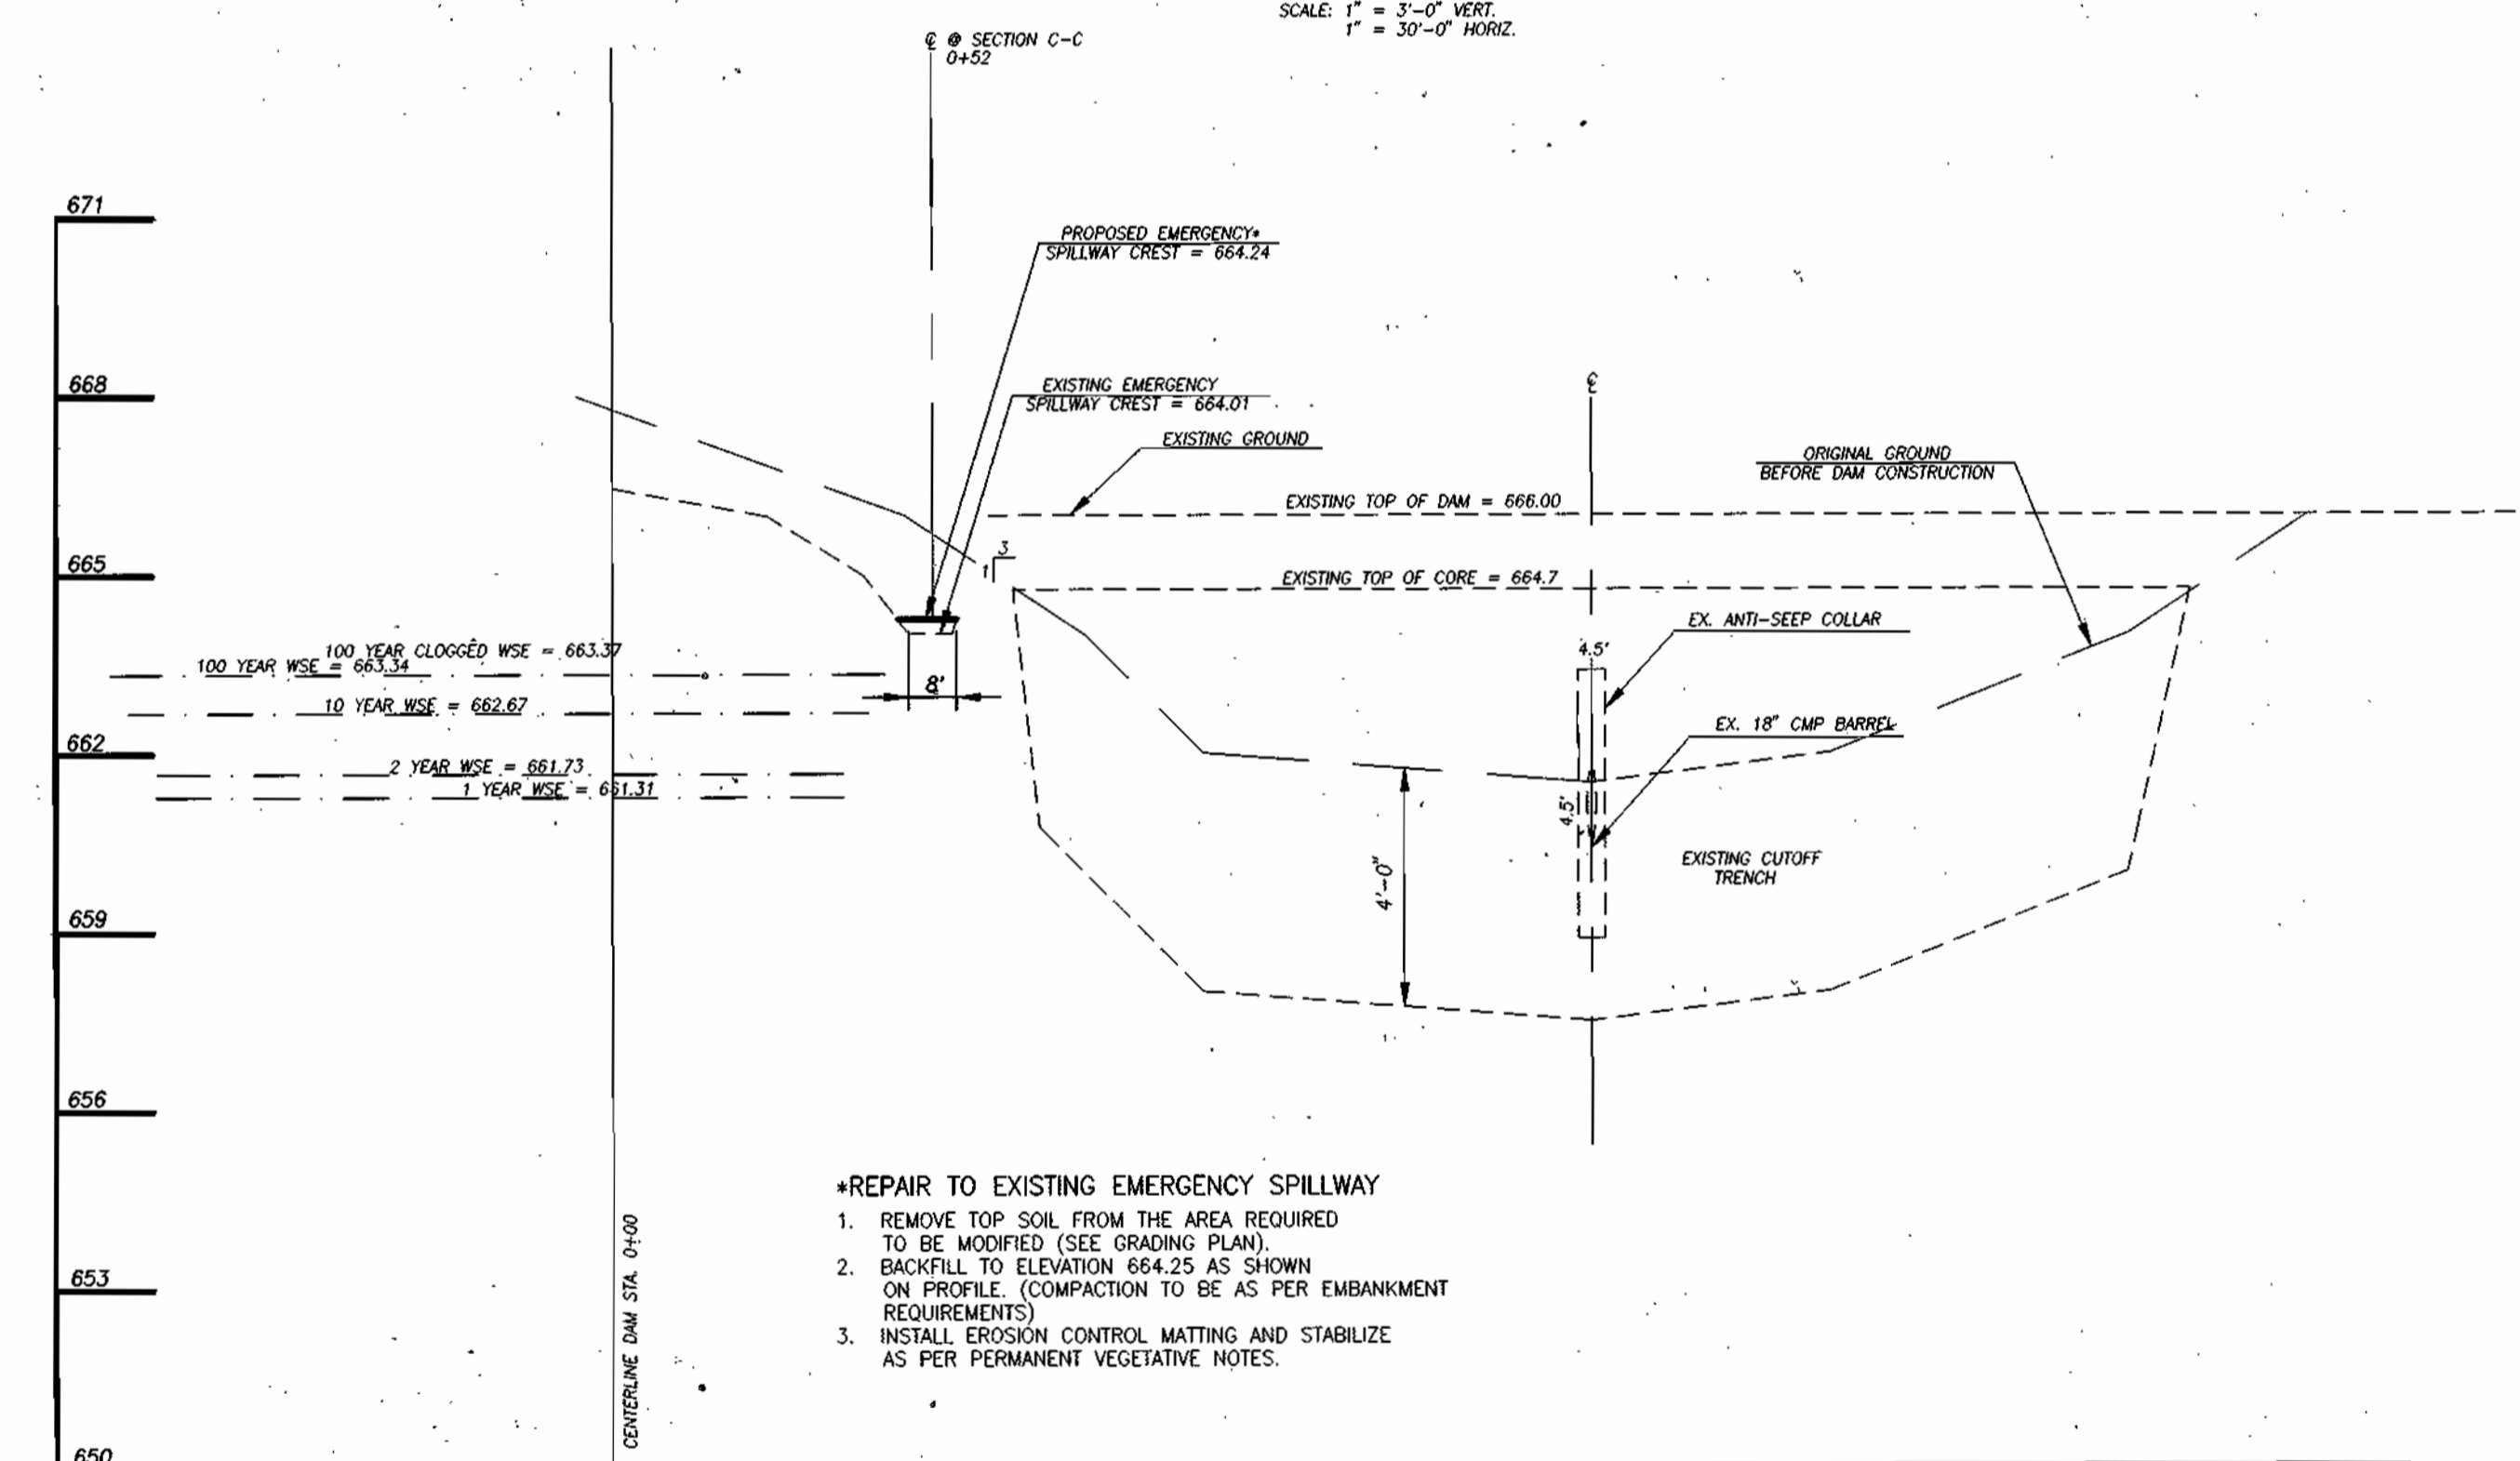 SCALE: 1" = 3'-0" VERT.
1" = 30'-0" HORIZ.
℄ @ SECTION C-C
0+52
671
PROPOSED EMERGENCY*
SPILLWAY CREST = 664.24
668
EXISTING EMERGENCY
SPILLWAY CREST = 664.01
℄
EXISTING GROUND
ORIGINAL GROUND
BEFORE DAM CONSTRUCTION
EXISTING TOP OF DAM = 666.00
3
1
665
EXISTING TOP OF CORE = 664.7
EX. ANTI-SEEP COLLAR
4.5'
100 YEAR CLOGGED WSE = 663.37
100 YEAR WSE = 663.34
8'
10 YEAR WSE = 662.67
EX. 18" CMP BARREL
662
2 YEAR WSE = 661.73
1 YEAR WSE = 661.31
4.5'
4'-0"
EXISTING CUTOFF
TRENCH
659
656
*REPAIR TO EXISTING EMERGENCY SPILLWAY
1. REMOVE TOP SOIL FROM THE AREA REQUIRED
TO BE MODIFIED (SEE GRADING PLAN).
2. BACKFILL TO ELEVATION 664.25 AS SHOWN
ON PROFILE. (COMPACTION TO BE AS PER EMBANKMENT
REQUIREMENTS)
3. INSTALL EROSION CONTROL MATTING AND STABILIZE
AS PER PERMANENT VEGETATIVE NOTES.
653
CENTERLINE DAM STA. 0+00
650